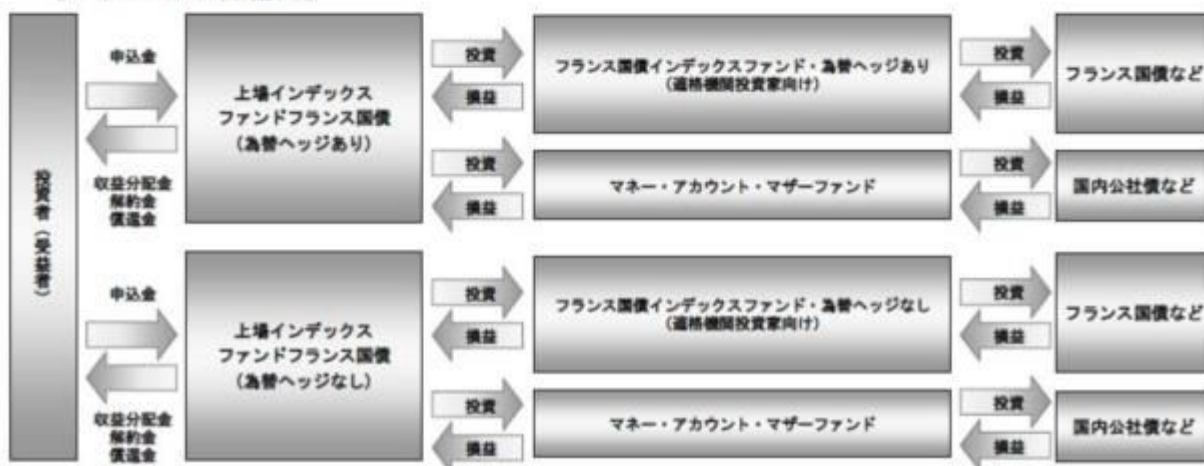 投資者（受益者）
申込金
収益分配金
解約金
償還金
上場インデックス
ファンドフランス国債
（為替ヘッジあり）
投資
損益
フランス国債インデックスファンド・為替ヘッジあり
（適格機関投資家向け）
投資
損益
フランス国債など
投資
損益
マネー・アカウント・マザーファンド
投資
損益
国内公社債など
申込金
収益分配金
解約金
償還金
上場インデックス
ファンドフランス国債
（為替ヘッジなし）
投資
損益
フランス国債インデックスファンド・為替ヘッジなし
（適格機関投資家向け）
投資
損益
フランス国債など
投資
損益
マネー・アカウント・マザーファンド
投資
損益
国内公社債など